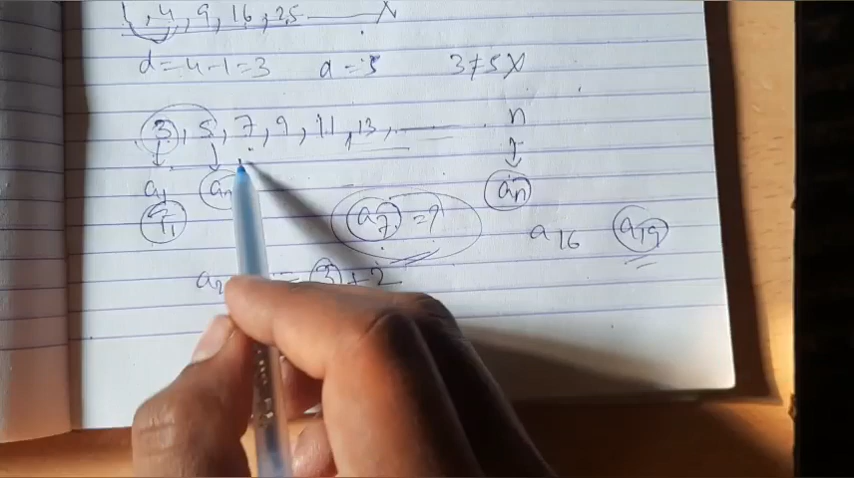 1, 4, 9, 16, 25
d = 4 - 1 = 3 a = 3 3 ≠ 5 X
3, 5, 7, 9, 11, 13, n
a1 an
a7 = ? a16 a19
a2 = 3 + 2